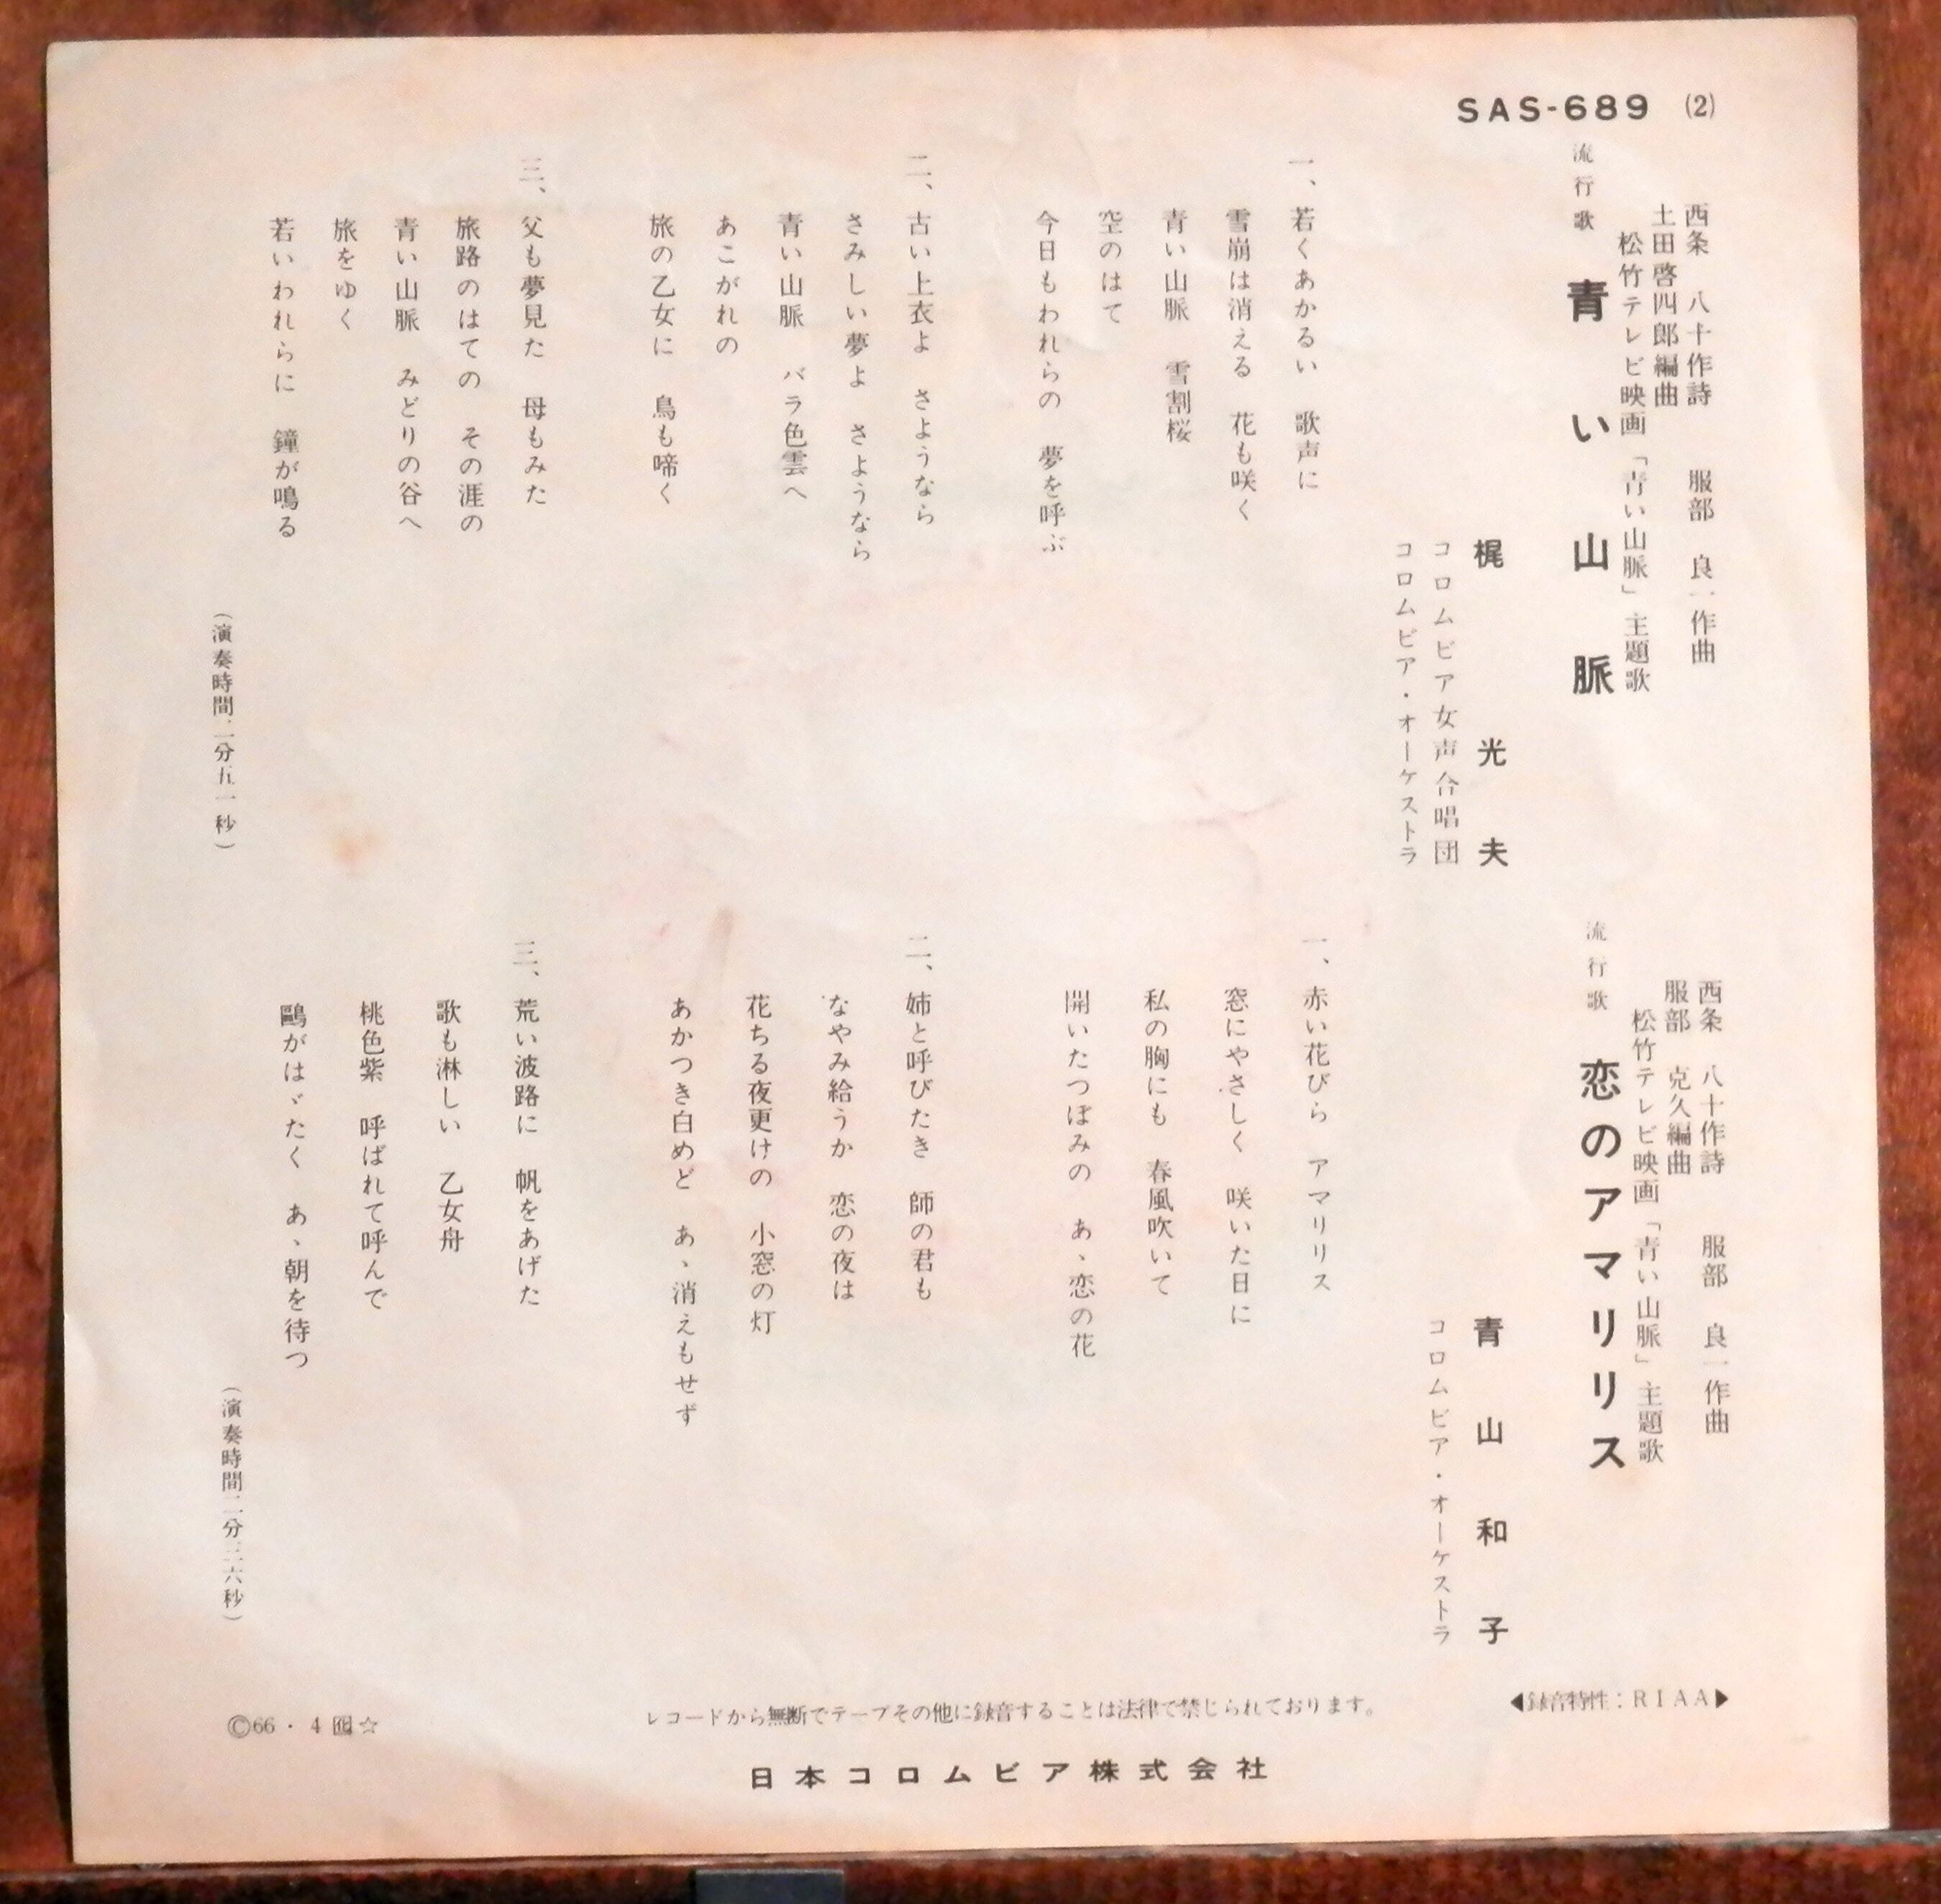 SAS-689 (2)
西条 八十作詩 服部 良一作曲
土田啓四郎編曲
松竹テレビ映画「青い山脈」主題歌
流行歌 青い山脈
梶光夫
コロムビア女声合唱団
コロムビア・オーケストラ
一、若くあかるい 歌声に
雪崩は消える 花も咲く
青い山脈 雪割桜
空のはて
今日もわれらの 夢を呼ぶ
二、古い上衣よ さようなら
さみしい夢よ さようなら
青い山脈 バラ色雲へ
あこがれの
旅の乙女に 鳥も啼く
三、父も夢見た 母もみた
旅路のはての その涯の
青い山脈 みどりの谷へ
旅をゆく
若いわれらに 鐘が鳴る
(演奏時間二分五一秒)
西条 八十作詩 服部 良一作曲
服部 克久編曲
松竹テレビ映画「青い山脈」主題歌
流行歌 恋のアマリリス
青山和子
コロムビア・オーケストラ
一、赤い花びら アマリリス
窓にやさしく 咲いた日に
私の胸にも 春風吹いて
開いたつぼみの あゝ恋の花
二、姉と呼びたき 師の君も
なやみ給うか 恋の夜は
花ちる夜更けの 小窓の灯
あかつき白めど あゝ消えもせず
三、荒い波路に 帆をあげた
歌も淋しい 乙女舟
桃色紫 呼ばれて呼んで
鷗がはゞたく あゝ朝を待つ
(演奏時間二分三六秒)
◀録音特性:RIAA▶
レコードから無断でテープその他に録音することは法律で禁じられております。
Ⓒ66・4 ☆
日本コロムビア株式会社